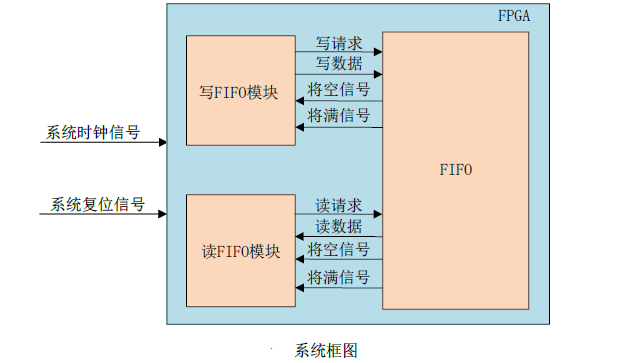 FPGA
写请求
写数据
将空信号
将满信号
写FIFO模块
系统时钟信号
FIFO
系统复位信号
读请求
读数据
将空信号
将满信号
读FIFO模块
系统框图